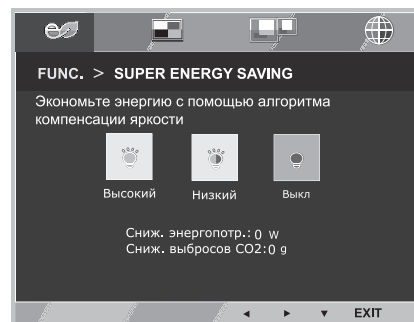 FUNC. > SUPER ENERGY SAVING
Экономьте энергию с помощью алгоритма
компенсации яркости
Высокий Низкий Выкл
Сниж. энергопотр.: 0 W
Сниж. выбросов CO2:0 g
EXIT